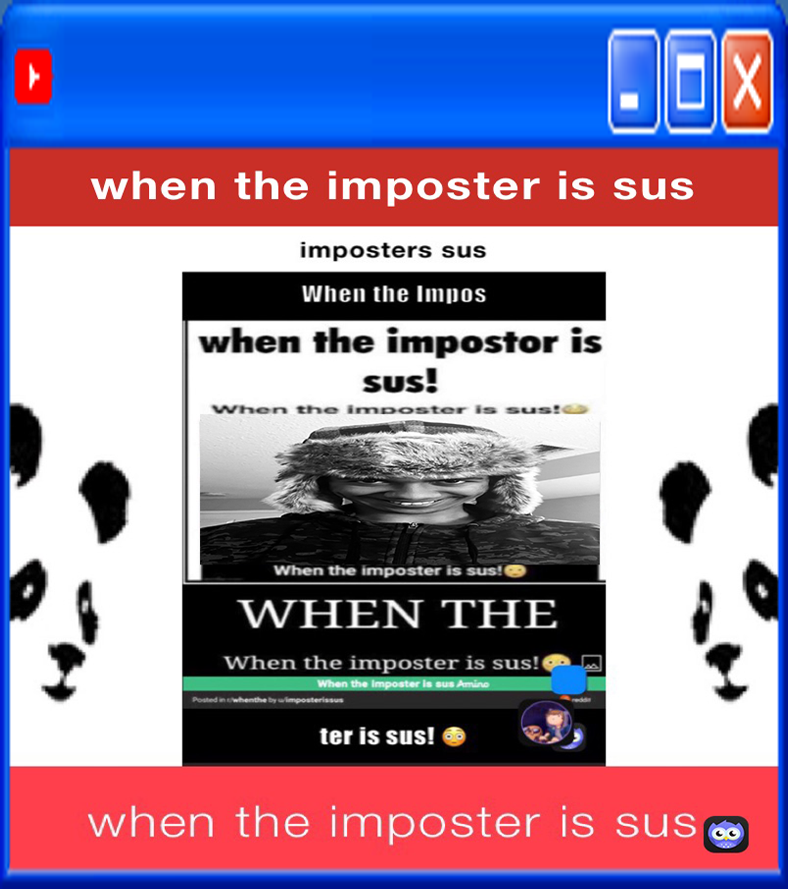 when the imposter is sus
imposters sus
When the Impos
when the impostor is
sus!
When the imposter is sus!😳
When the imposter is sus!😳
WHEN THE
When the imposter is sus!😳
When the imposter is sus Amino
Posted in r/whenthe by u/imposterissus
reddit
ter is sus! 😳
when the imposter is sus